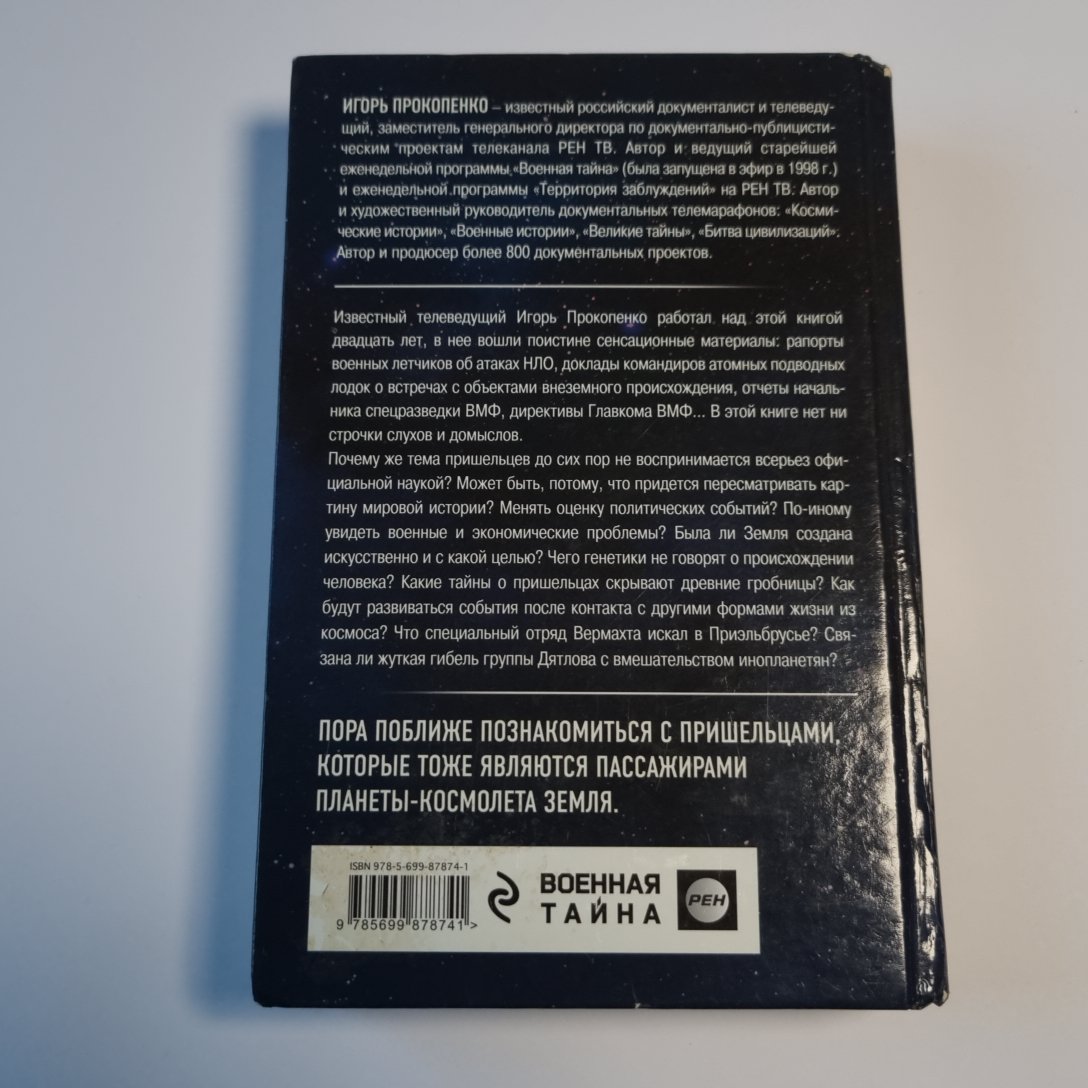 ИГОРЬ ПРОКОПЕНКО – известный российский документалист и телеведу-
щий, заместитель генерального директора по документально-публицисти-
ческим проектам телеканала РЕН ТВ. Автор и ведущий старейшей
еженедельной программы «Военная тайна» (была запущена в эфир в 1998 г.)
и еженедельной программы «Территория заблуждений» на РЕН ТВ. Автор
и художественный руководитель документальных телемарафонов: «Косми-
ческие истории», «Военные истории», «Великие тайны», «Битва цивилизаций».
Автор и продюсер более 800 документальных проектов.
Известный телеведущий Игорь Прокопенко работал над этой книгой
двадцать лет, в нее вошли поистине сенсационные материалы: рапорты
военных летчиков об атаках НЛО, доклады командиров атомных подводных
лодок о встречах с объектами внеземного происхождения, отчеты началь-
ника спецразведки ВМФ, директивы Главкома ВМФ... В этой книге нет ни
строчки слухов и домыслов.
Почему же тема пришельцев до сих пор не воспринимается всерьез офи-
циальной наукой? Может быть, потому, что придется пересматривать кар-
тину мировой истории? Менять оценку политических событий? По-иному
увидеть военные и экономические проблемы? Была ли Земля создана
искусственно и с какой целью? Чего генетики не говорят о происхождении
человека? Какие тайны о пришельцах скрывают древние гробницы? Как
будут развиваться события после контакта с другими формами жизни из
космоса? Что специальный отряд Вермахта искал в Приэльбрусье? Свя-
зана ли жуткая гибель группы Дятлова с вмешательством инопланетян?
ПОРА ПОБЛИЖЕ ПОЗНАКОМИТЬСЯ С ПРИШЕЛЬЦАМИ,
КОТОРЫЕ ТОЖЕ ЯВЛЯЮТСЯ ПАССАЖИРАМИ
ПЛАНЕТЫ-КОСМОЛЕТА ЗЕМЛЯ.
ISBN 978-5-699-87874-1
9 785699 878741 >
ВОЕННАЯ
ТАЙНА
РЕН